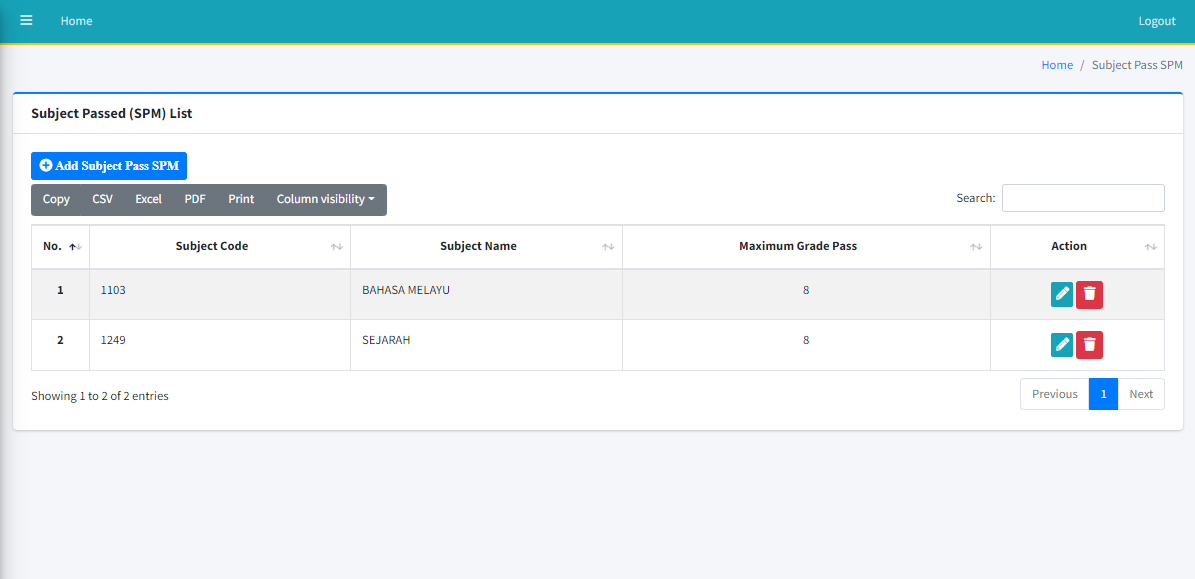 Home Logout
Home / Subject Pass SPM
Subject Passed (SPM) List
Add Subject Pass SPM
Copy CSV Excel PDF Print Column visibility
Search:
No. Subject Code Subject Name Maximum Grade Pass Action
1 1103 BAHASA MELAYU 8
2 1249 SEJARAH 8
Showing 1 to 2 of 2 entries
Previous 1 Next